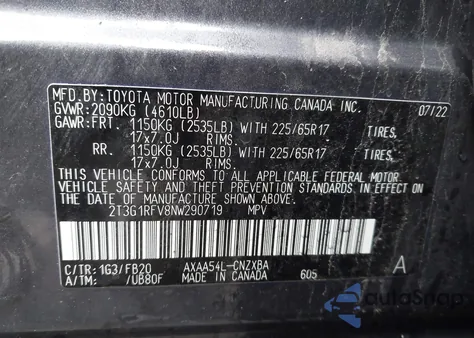 MFD.BY:TOYOTA MOTOR MANUFACTURING CANADA INC. 07/22
GVWR:2090KG (4610LB)
GAWR:FRT. 1150KG (2535LB) WITH 225/65R17 TIRES,
17x7.0J RIMS.
RR. 1150KG (2535LB) WITH 225/65R17 TIRES,
17x7.0J RIMS.
THIS VEHICLE CONFORMS TO ALL APPLICABLE FEDERAL MOTOR
VEHICLE SAFETY AND THEFT PREVENTION STANDARDS IN EFFECT ON
THE DATE OF MANUFACTURE SHOWN ABOVE.
2T3G1RFV8NW290719 MPV
C/TR:1G3/FB20 AXAA54L-CNZXBA A
A/TM: /UB80F MADE IN CANADA 605
AutoSnap